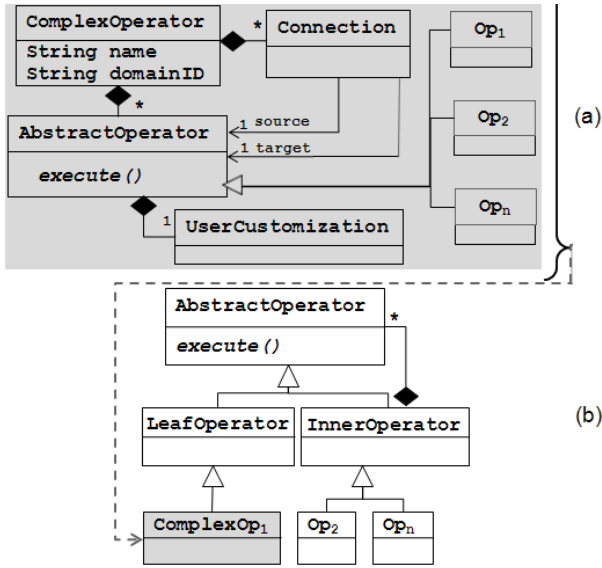 ComplexOperator
String name
String domainID
*
Connection
Op₁
*
1 source
AbstractOperator
execute()
1 target
Op₂
(a)
1
UserCustomization
Opₙ
AbstractOperator
execute()
*
LeafOperator
InnerOperator
(b)
ComplexOp₁
Op₂
Opₙ